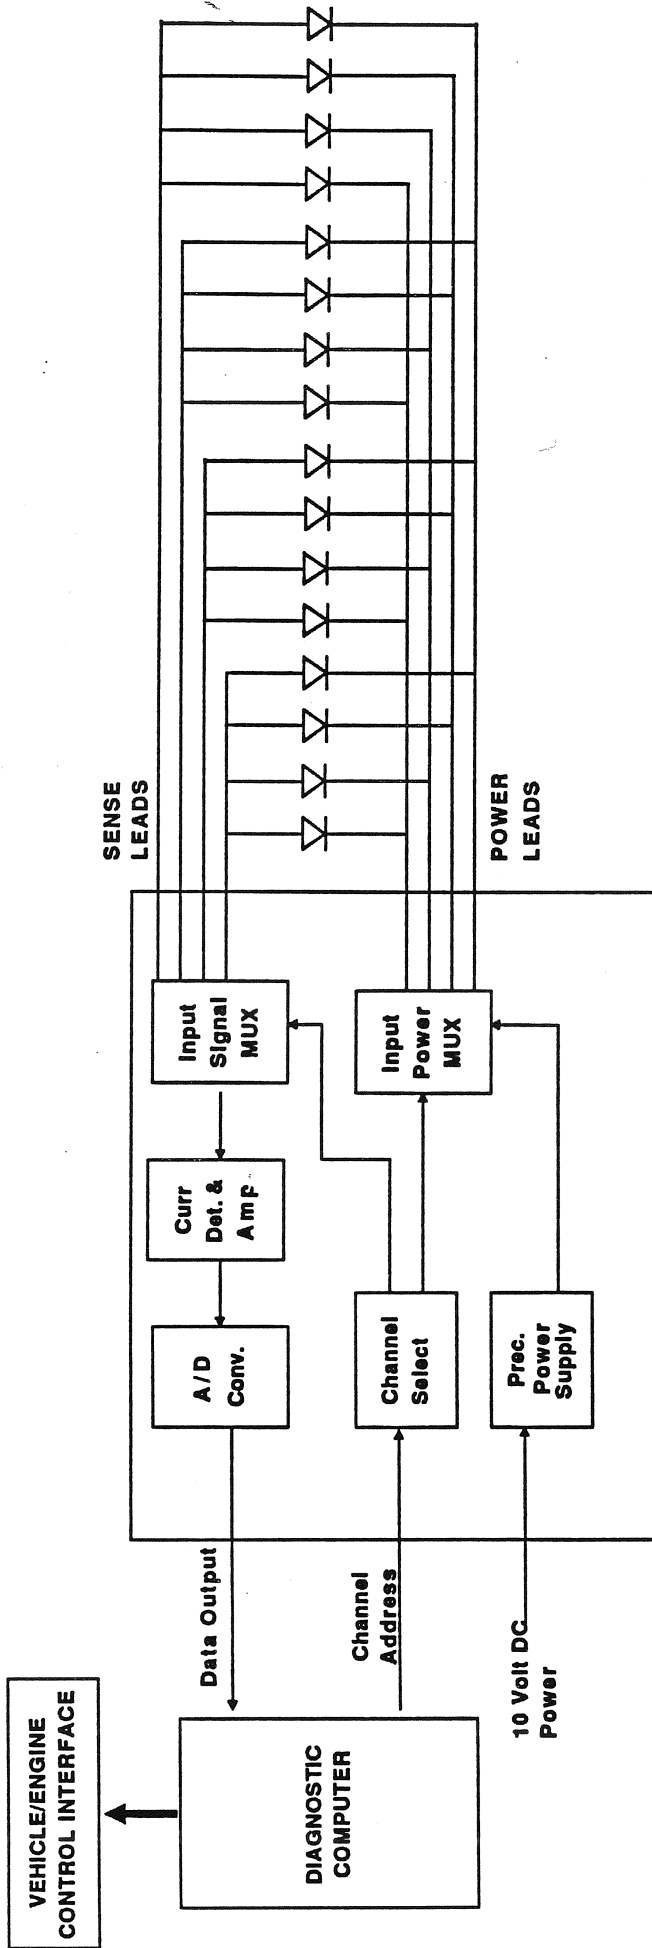 VEHICLE/ENGINE
CONTROL INTERFACE
DIAGNOSTIC
COMPUTER
Data Output
Channel
Address
10 Volt DC
Power
A/D
Conv.
Curr
Det. &
Amp
Input
Signal
MUX
Channel
Select
Input
Power
MUX
Prec.
Power
Supply
SENSE
LEADS
POWER
LEADS